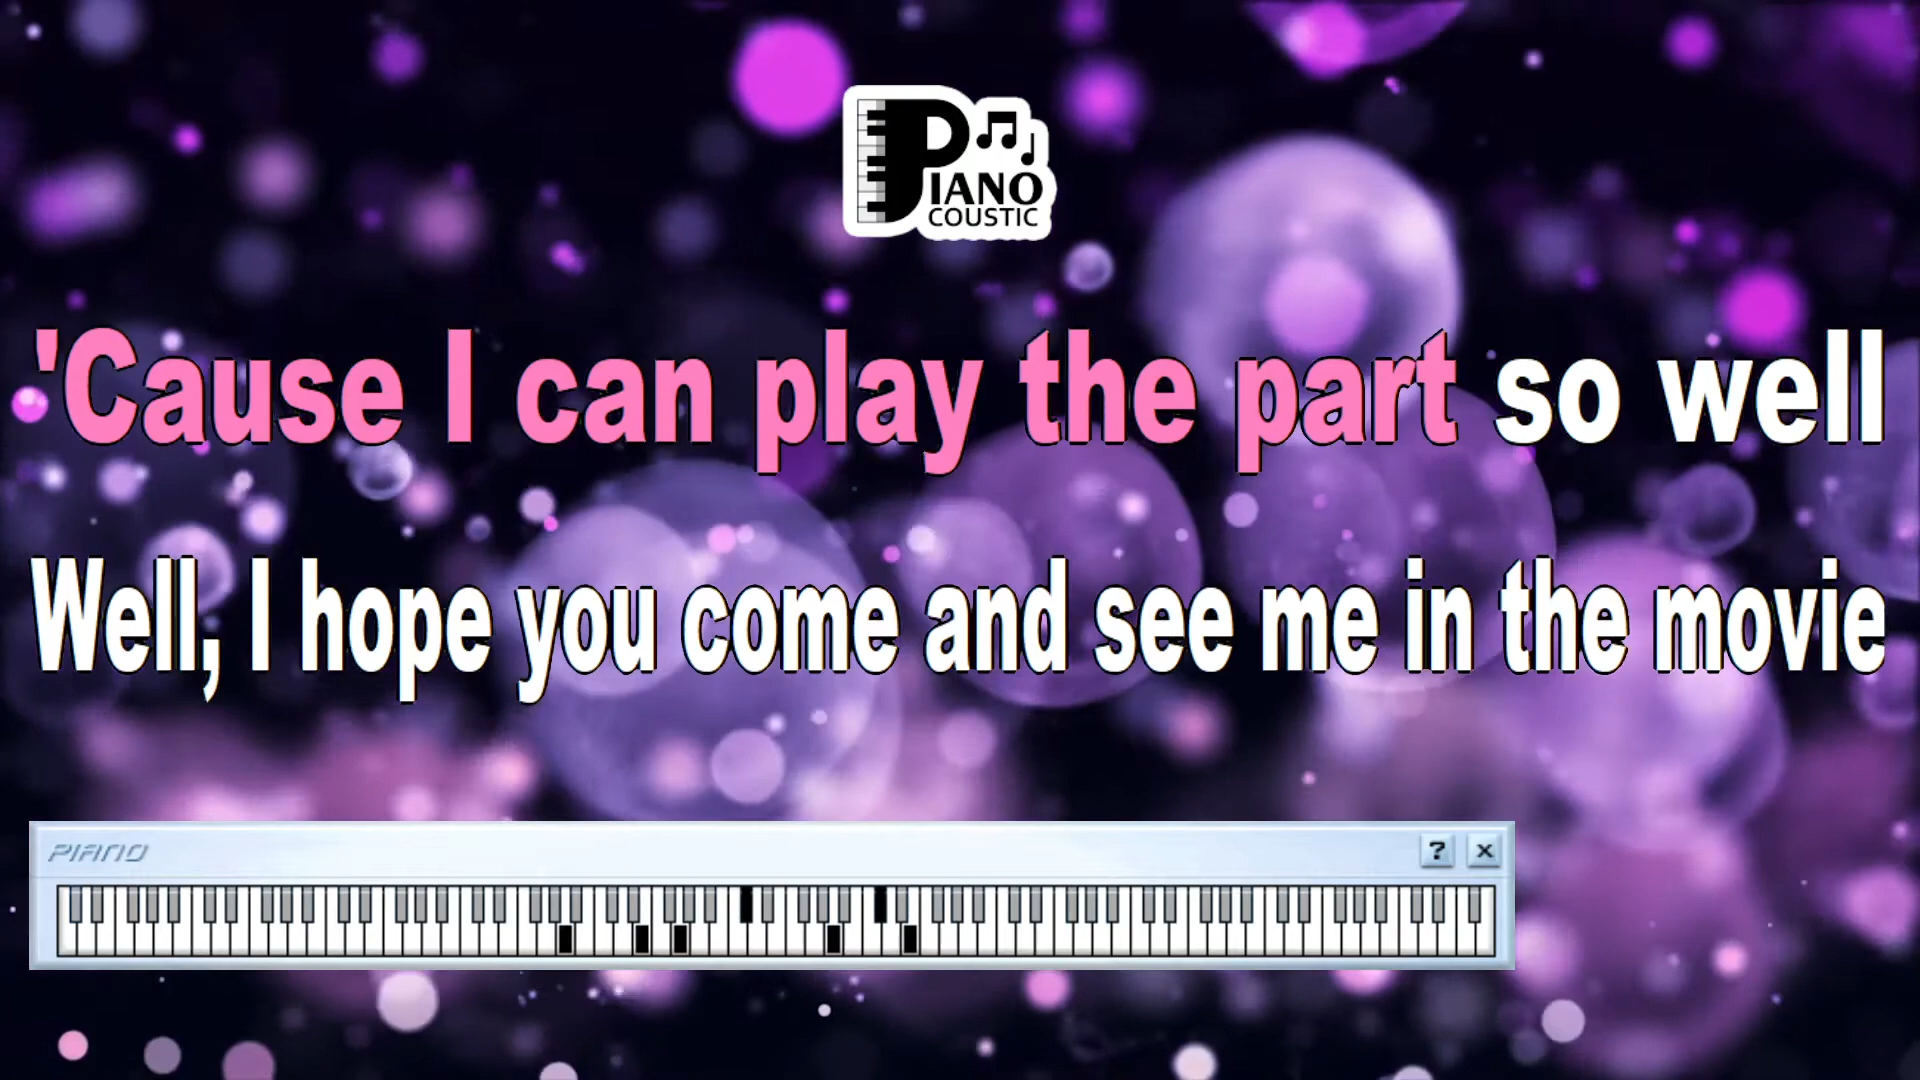 PIANO
COUSTIC
'Cause I can play the part so well
Well, I hope you come and see me in the movie
PIANO
? x